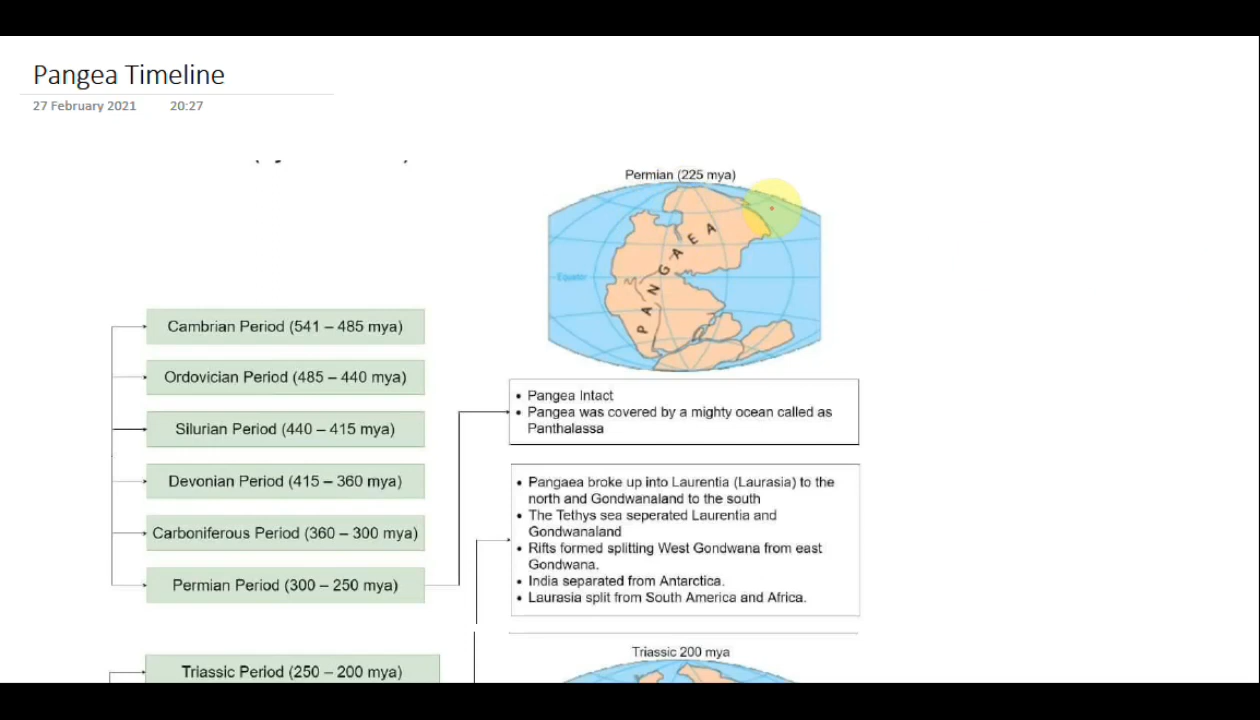 Pangea Timeline
27 February 2021 20:27
Permian (225 mya)
PANGAEA
Equator
Cambrian Period (541 – 485 mya)
Ordovician Period (485 – 440 mya)
Silurian Period (440 – 415 mya)
Devonian Period (415 – 360 mya)
Carboniferous Period (360 – 300 mya)
Permian Period (300 – 250 mya)
• Pangea Intact
• Pangea was covered by a mighty ocean called as
Panthalassa
• Pangaea broke up into Laurentia (Laurasia) to the
north and Gondwanaland to the south
• The Tethys sea seperated Laurentia and
Gondwanaland
• Rifts formed splitting West Gondwana from east
Gondwana.
• India separated from Antarctica.
• Laurasia split from South America and Africa.
Triassic 200 mya
Triassic Period (250 – 200 mya)